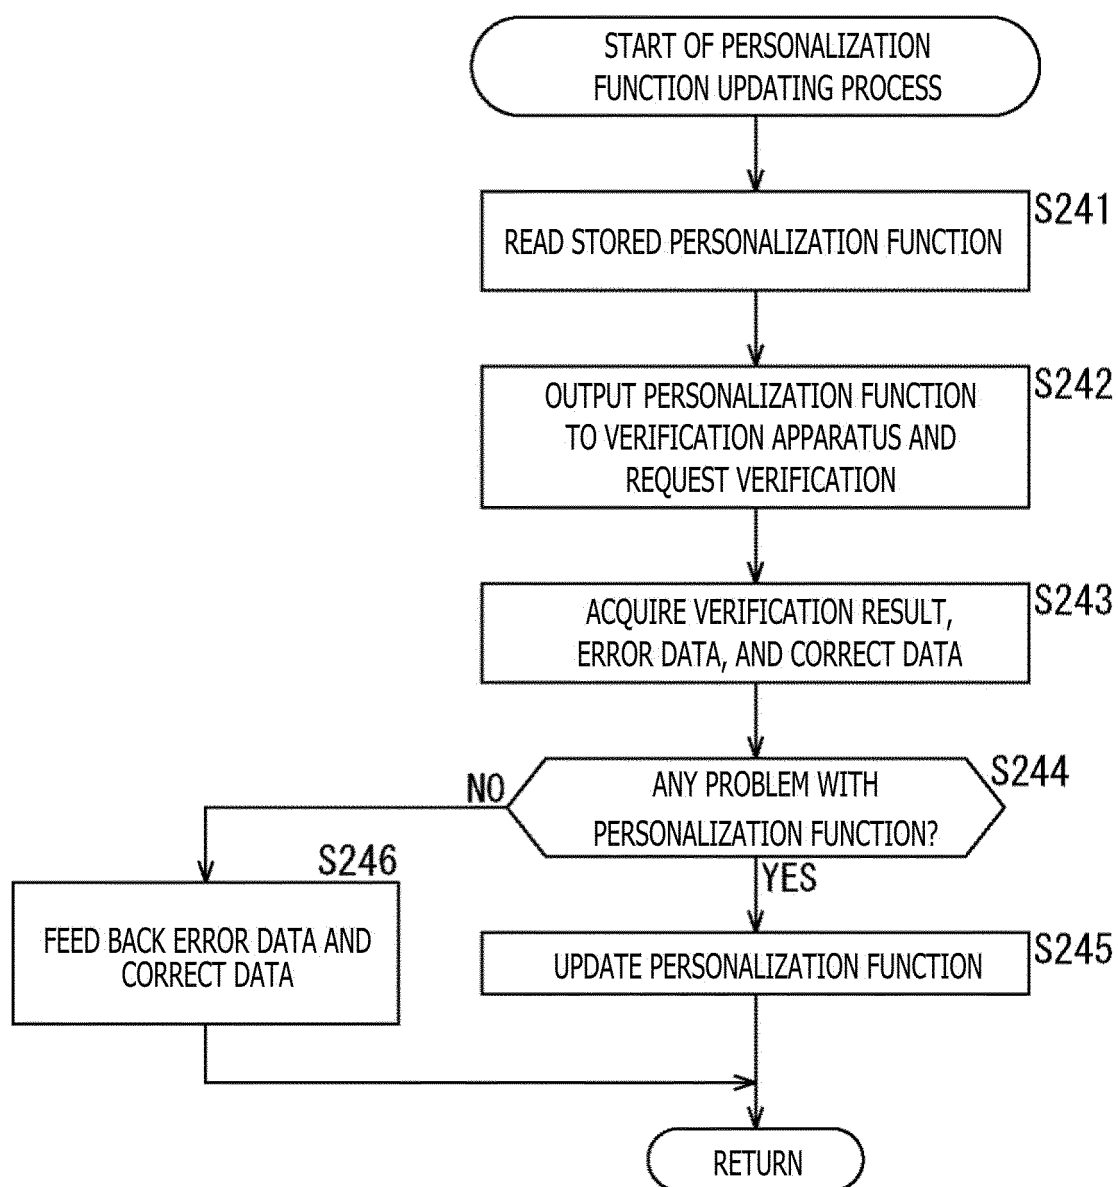 START OF PERSONALIZATION
FUNCTION UPDATING PROCESS
S241
READ STORED PERSONALIZATION FUNCTION
S242
OUTPUT PERSONALIZATION FUNCTION
TO VERIFICATION APPARATUS AND
REQUEST VERIFICATION
S243
ACQUIRE VERIFICATION RESULT,
ERROR DATA, AND CORRECT DATA
S244
ANY PROBLEM WITH
PERSONALIZATION FUNCTION?
NO
YES
S246
FEED BACK ERROR DATA AND
CORRECT DATA
S245
UPDATE PERSONALIZATION FUNCTION
RETURN